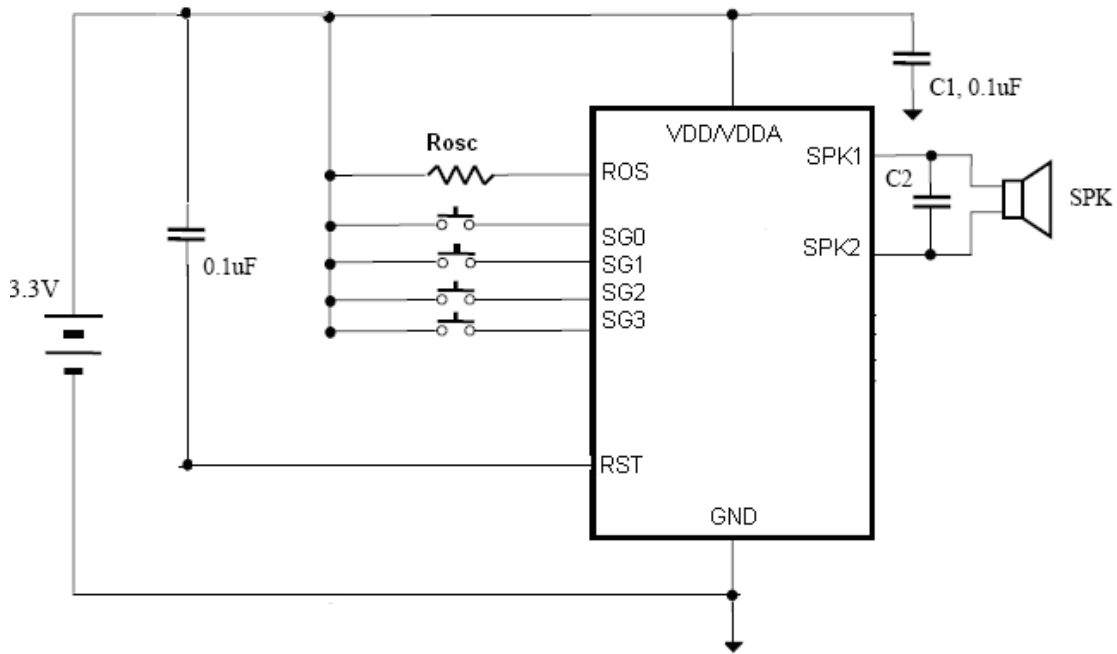 C1, 0.1uF
VDD/VDDA
Rosc
ROS
SPK1
C2
SPK
SG0
SG1
SG2
SG3
SPK2
0.1uF
3.3V
RST
GND